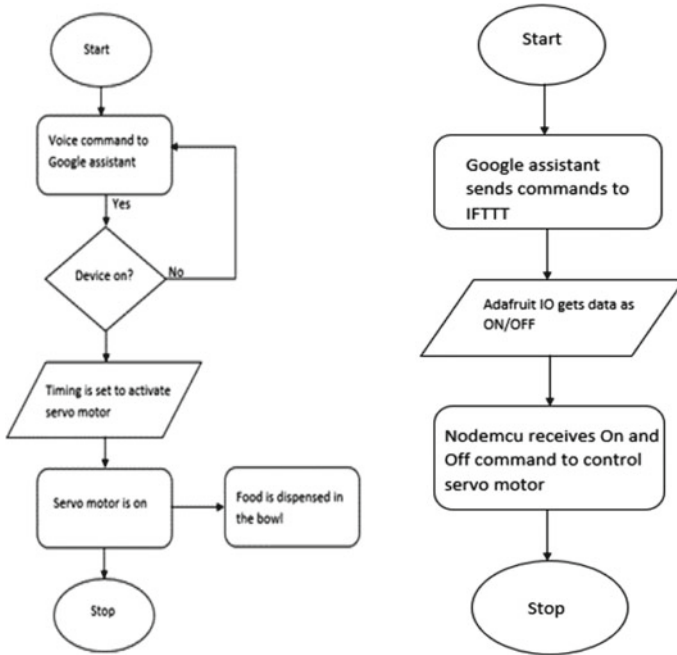 Start
Voice command to
Google assistant
Yes
Device on?
No
Timing is set to activate
servo motor
Servo motor is on
Food is dispensed in
the bowl
Stop
Start
Google assistant
sends commands to
IFTTT
Adafruit IO gets data as
ON/OFF
Nodemcu receives On and
Off command to control
servo motor
Stop